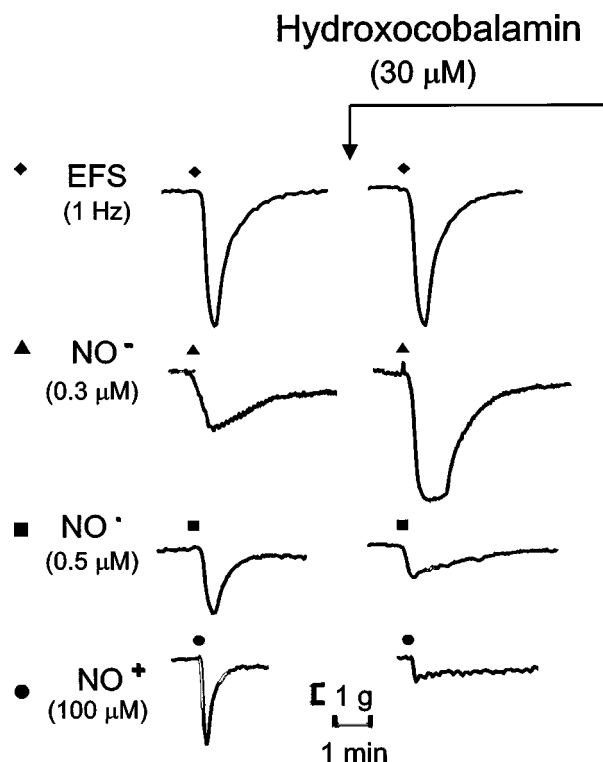 Hydroxocobalamin
(30 µM)
◆ EFS
(1 Hz)
▲ NO⁻
(0.3 µM)
■ NO˙
(0.5 µM)
● NO⁺
(100 µM)
1 g
1 min